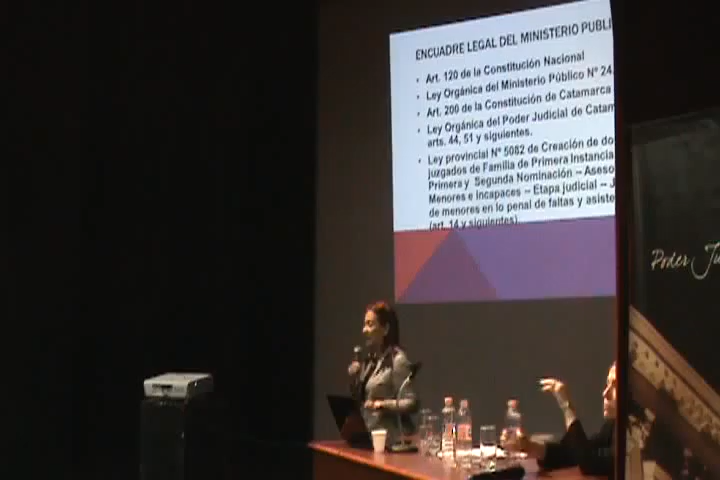 ENCUADRE LEGAL DEL MINISTERIO PUBLI
• Art. 120 de la Constitución Nacional
• Ley Orgánica del Ministerio Público N° 24.
• Art. 200 de la Constitución de Catamarca
• Ley Orgánica del Poder Judicial de Catam
arts. 44, 51 y siguientes.
• Ley provincial N° 5082 de Creación de do
juzgados de Familia de Primera Instancia
Primera y Segunda Nominación – Aseso
Menores e Incapaces – Etapa judicial – J
de menores en lo penal de faltas y asiste
(art. 14 y siguientes)
Poder Ju